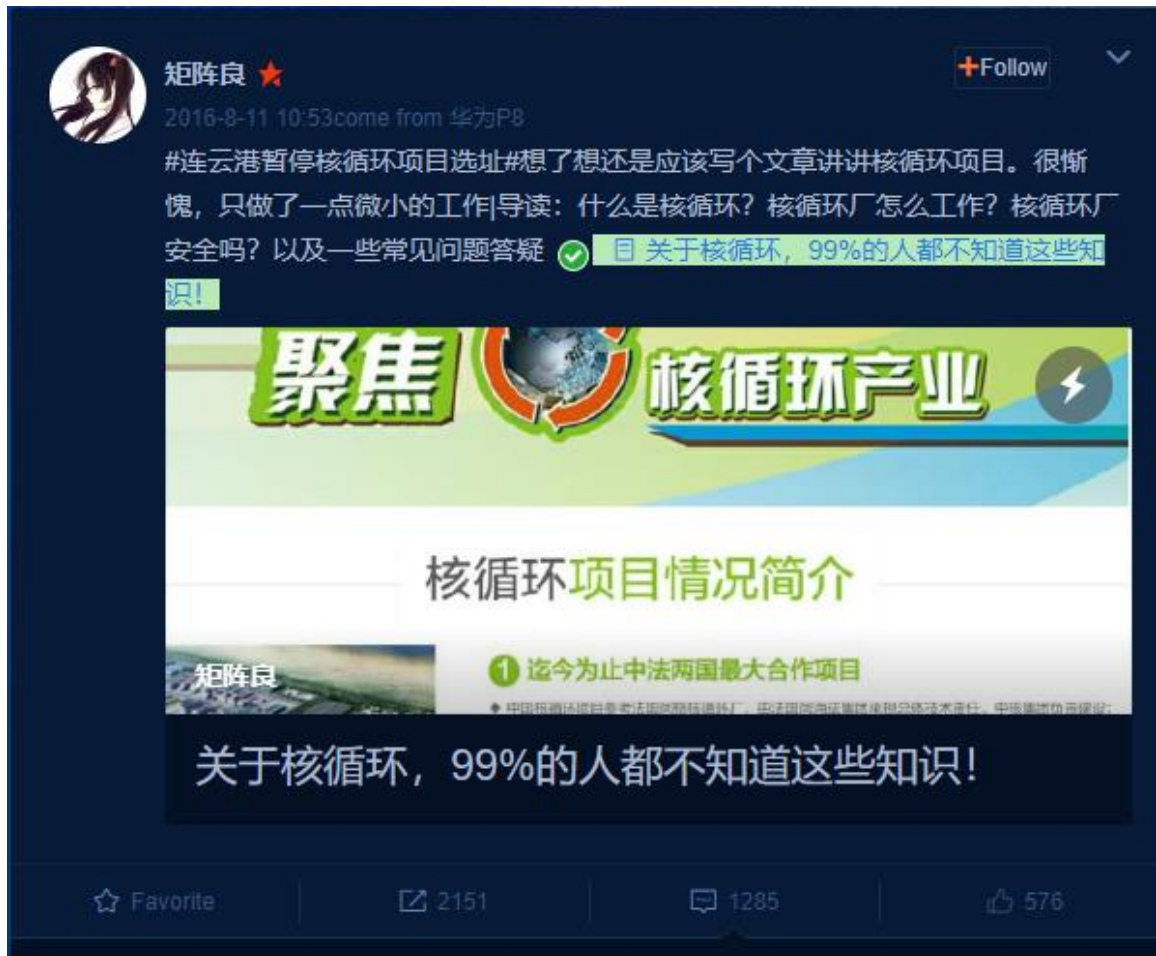 矩阵良
+Follow
2016-8-11 10:53come from 华为P8
#连云港暂停核循环项目选址#想了想还是应该写个文章讲讲核循环项目。很惭
愧，只做了一点微小的工作|导读：什么是核循环？核循环厂怎么工作？核循环厂
安全吗？以及一些常见问题答疑 关于核循环，99%的人都不知道这些知
识！
聚焦 核循环产业
核循环项目情况简介
1 迄今为止中法两国最大合作项目
矩阵良
关于核循环，99%的人都不知道这些知识！
Favorite 2151 1285 576